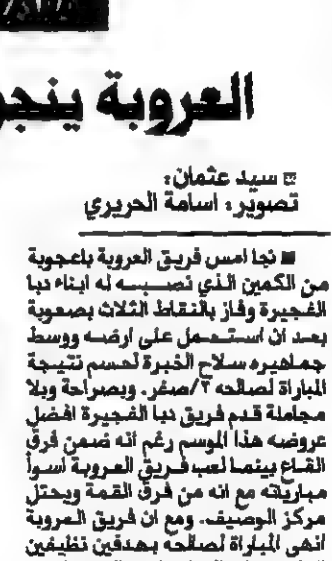 العروبة ينجو
سيد عثمان:
تصوير: اسامة الحريري
نجا امس فريق العروبة باعجوبة
من الكمين الذي نصبه له ابناء دبا
الفجيرة وفاز بالنقاط الثلاث بصعوبة
بعد ان استعمل على ارضه ووسط
جماهيره سلاح الخبرة لحسم نتيجة
المباراة لصالحه ٢/صفر. وبصراحة وبلا
مجاملة قدم فريق دبا الفجيرة افضل
عروضه هذا الموسم رغم انه ضمن فرق
القاع بينما لعب فريق العروبة اسوأ
مبارياته مع انه من فرق القمة ويحتل
مركز الوصيف. ومع ان فريق العروبة
انهى المباراة لصالحه بهدفين نظيفين